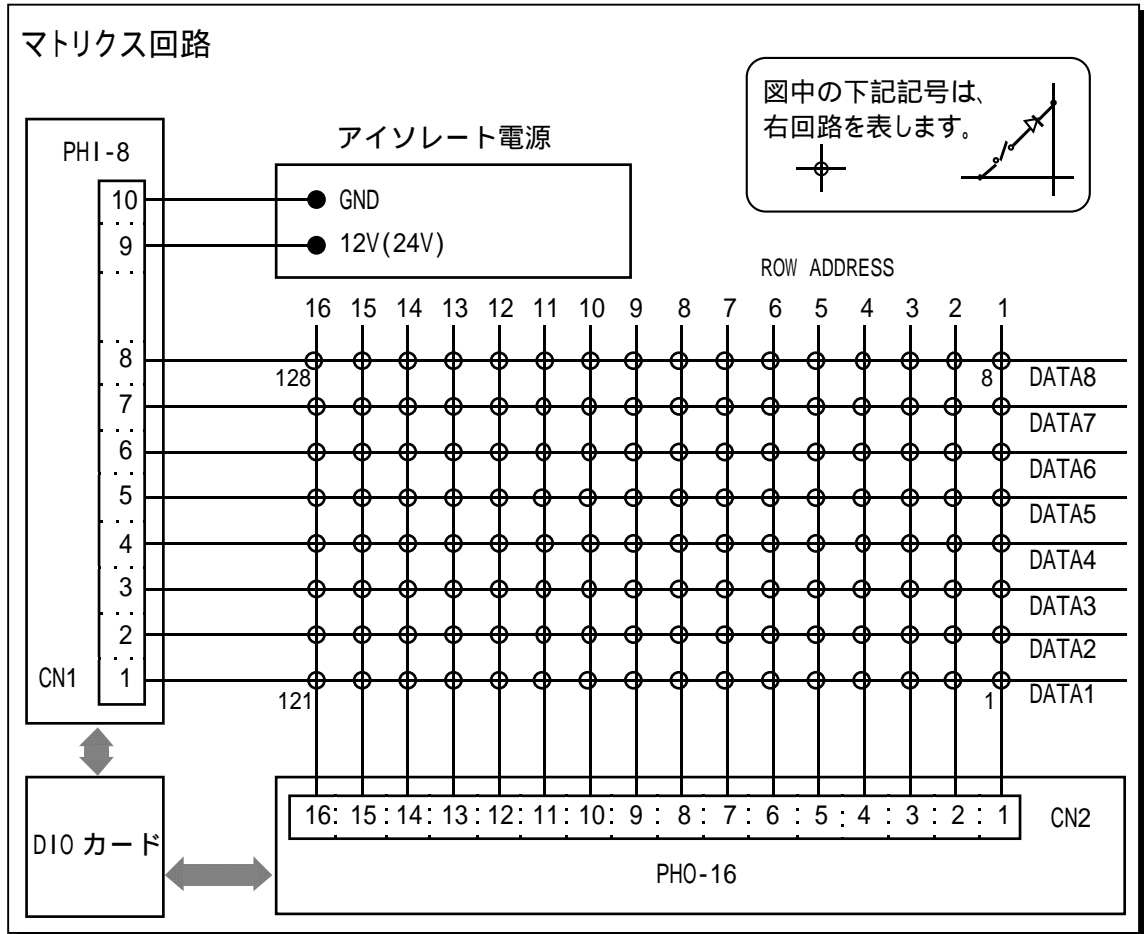 マトリクス回路
図中の下記記号は、
右回路を表します。
PHI-8
アイソレート電源
10
GND
9
12V(24V)
ROW ADDRESS
16 15 14 13 12 11 10 9 8 7 6 5 4 3 2 1
8
128
8
DATA8
7
DATA7
6
DATA6
5
DATA5
4
DATA4
3
DATA3
2
DATA2
CN1
1
121
1
DATA1
16 15 14 13 12 11 10 9 8 7 6 5 4 3 2 1
CN2
DIO カード
PHO-16